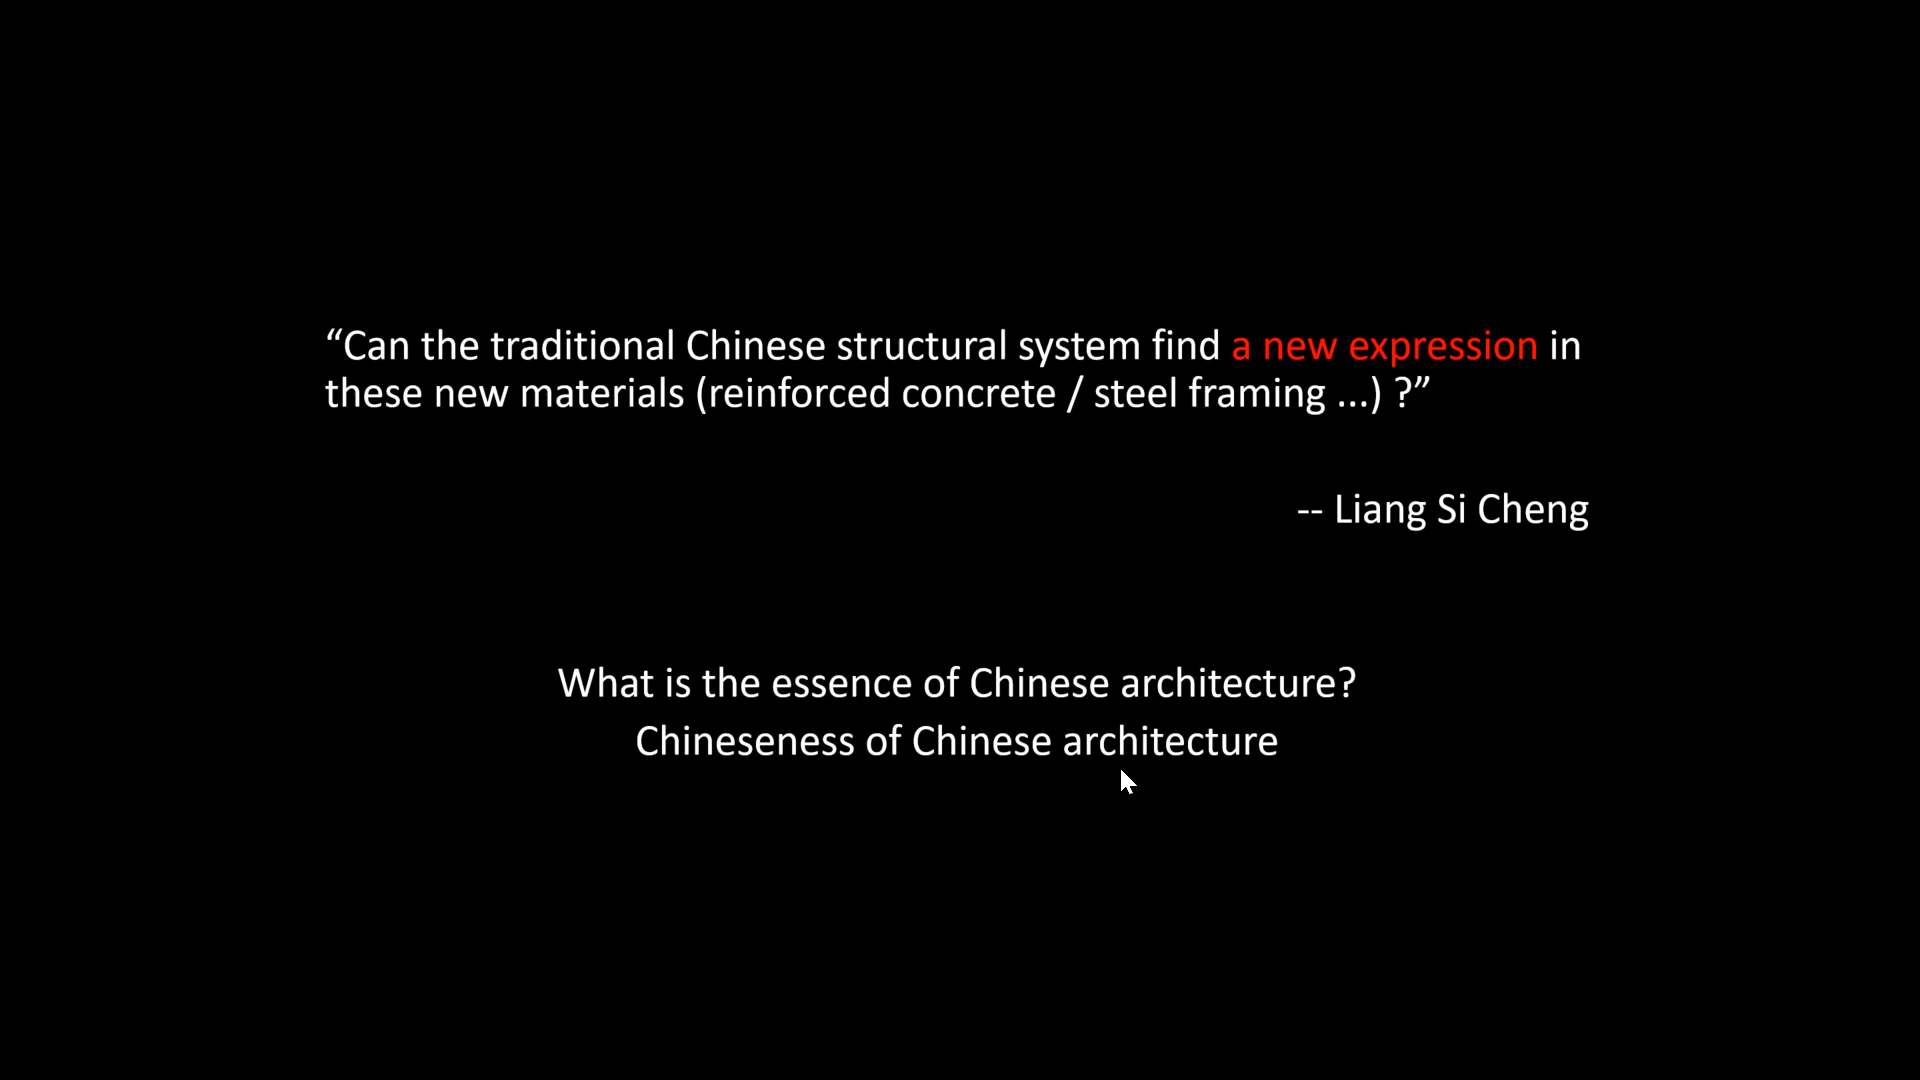 “Can the traditional Chinese structural system find a new expression in
these new materials (reinforced concrete / steel framing ...) ?”
-- Liang Si Cheng
What is the essence of Chinese architecture?
Chineseness of Chinese architecture